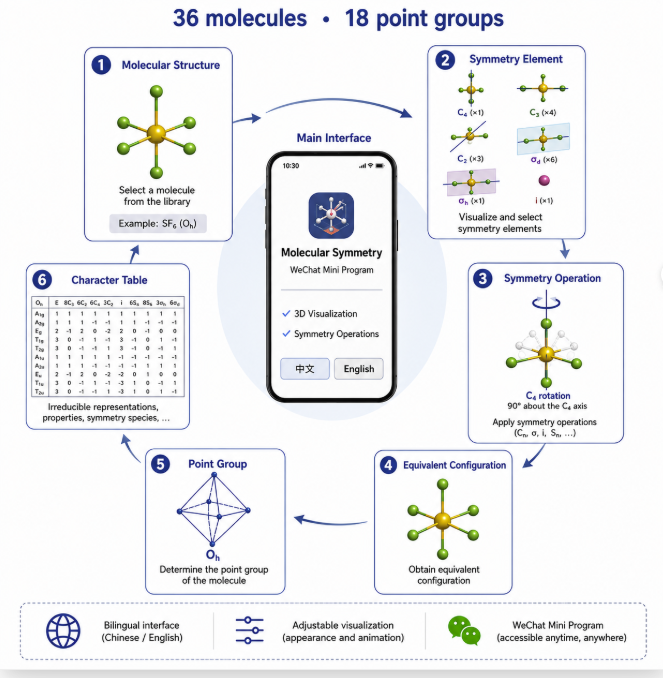 36 molecules • 18 point groups
1 Molecular Structure
Select a molecule
from the library
Example: SF₆ (Oₕ)
2 Symmetry Element
C₄ (×1)
C₃ (×4)
C₂ (×3)
σd (×6)
σₕ (×1)
i (×1)
Visualize and select
symmetry elements
Main Interface
10:30
Molecular Symmetry
WeChat Mini Program
✓ 3D Visualization
✓ Symmetry Operations
中文 English
3 Symmetry Operation
C₄ rotation
90° about the C₄ axis
Apply symmetry operations
(Cₙ, σ, i, Sₙ, ...)
4 Equivalent Configuration
Obtain equivalent
configuration
5 Point Group
Oₕ
Determine the point group
of the molecule
6 Character Table
Irreducible representations,
properties, symmetry species, ...
Bilingual interface
(Chinese / English)
Adjustable visualization
(appearance and animation)
WeChat Mini Program
(accessible anytime, anywhere)